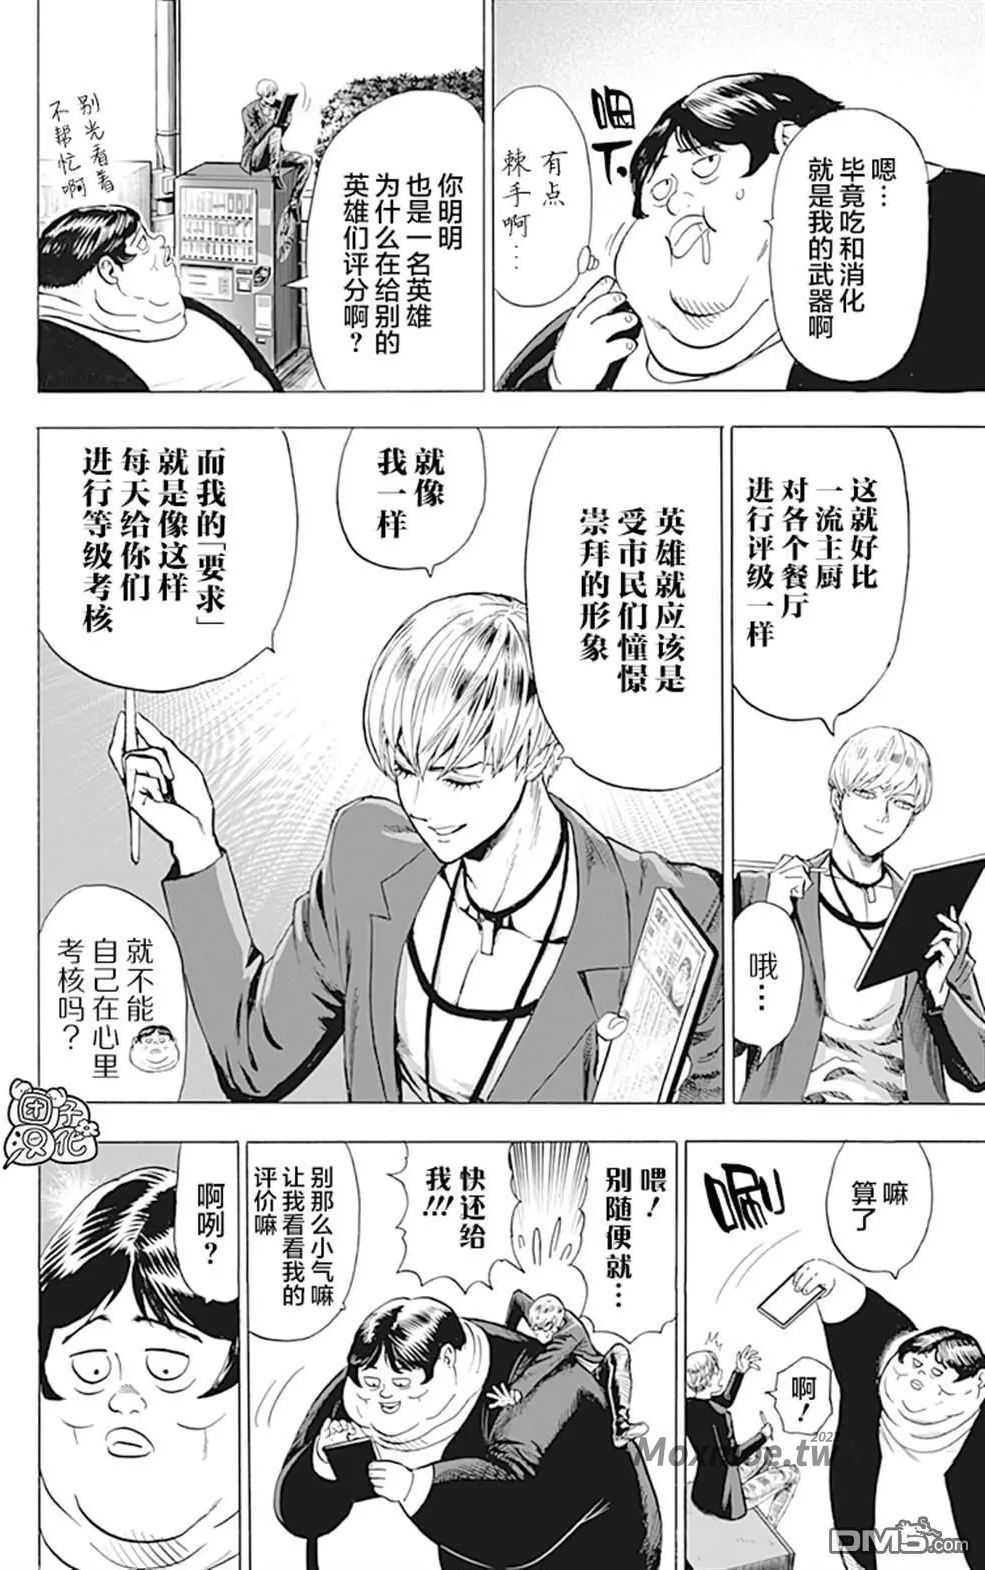 嗯…
毕竟吃和消化
就是我的武器啊
咽
下
有点
棘手啊…
你明明
也是一名英雄
为什么在给别的
英雄们评分啊？
别光看着
不帮忙啊
这就好比
一流主厨
对各个餐厅
进行评级一样
哦…
英雄就应该是
受市民们憧憬
崇拜的形象
就像
我一样
而我的「要求」
就是像这样
每天给你们
进行等级考核
就不能
自己在心里
考核吗？
嘛
算了
唰
啊！
喂！
别随便就…
快还给
我!!!
别那么小气嘛
让我看看我的
评价嘛
啊咧？
团子汉化
Moxmoe.tw
DM5.com